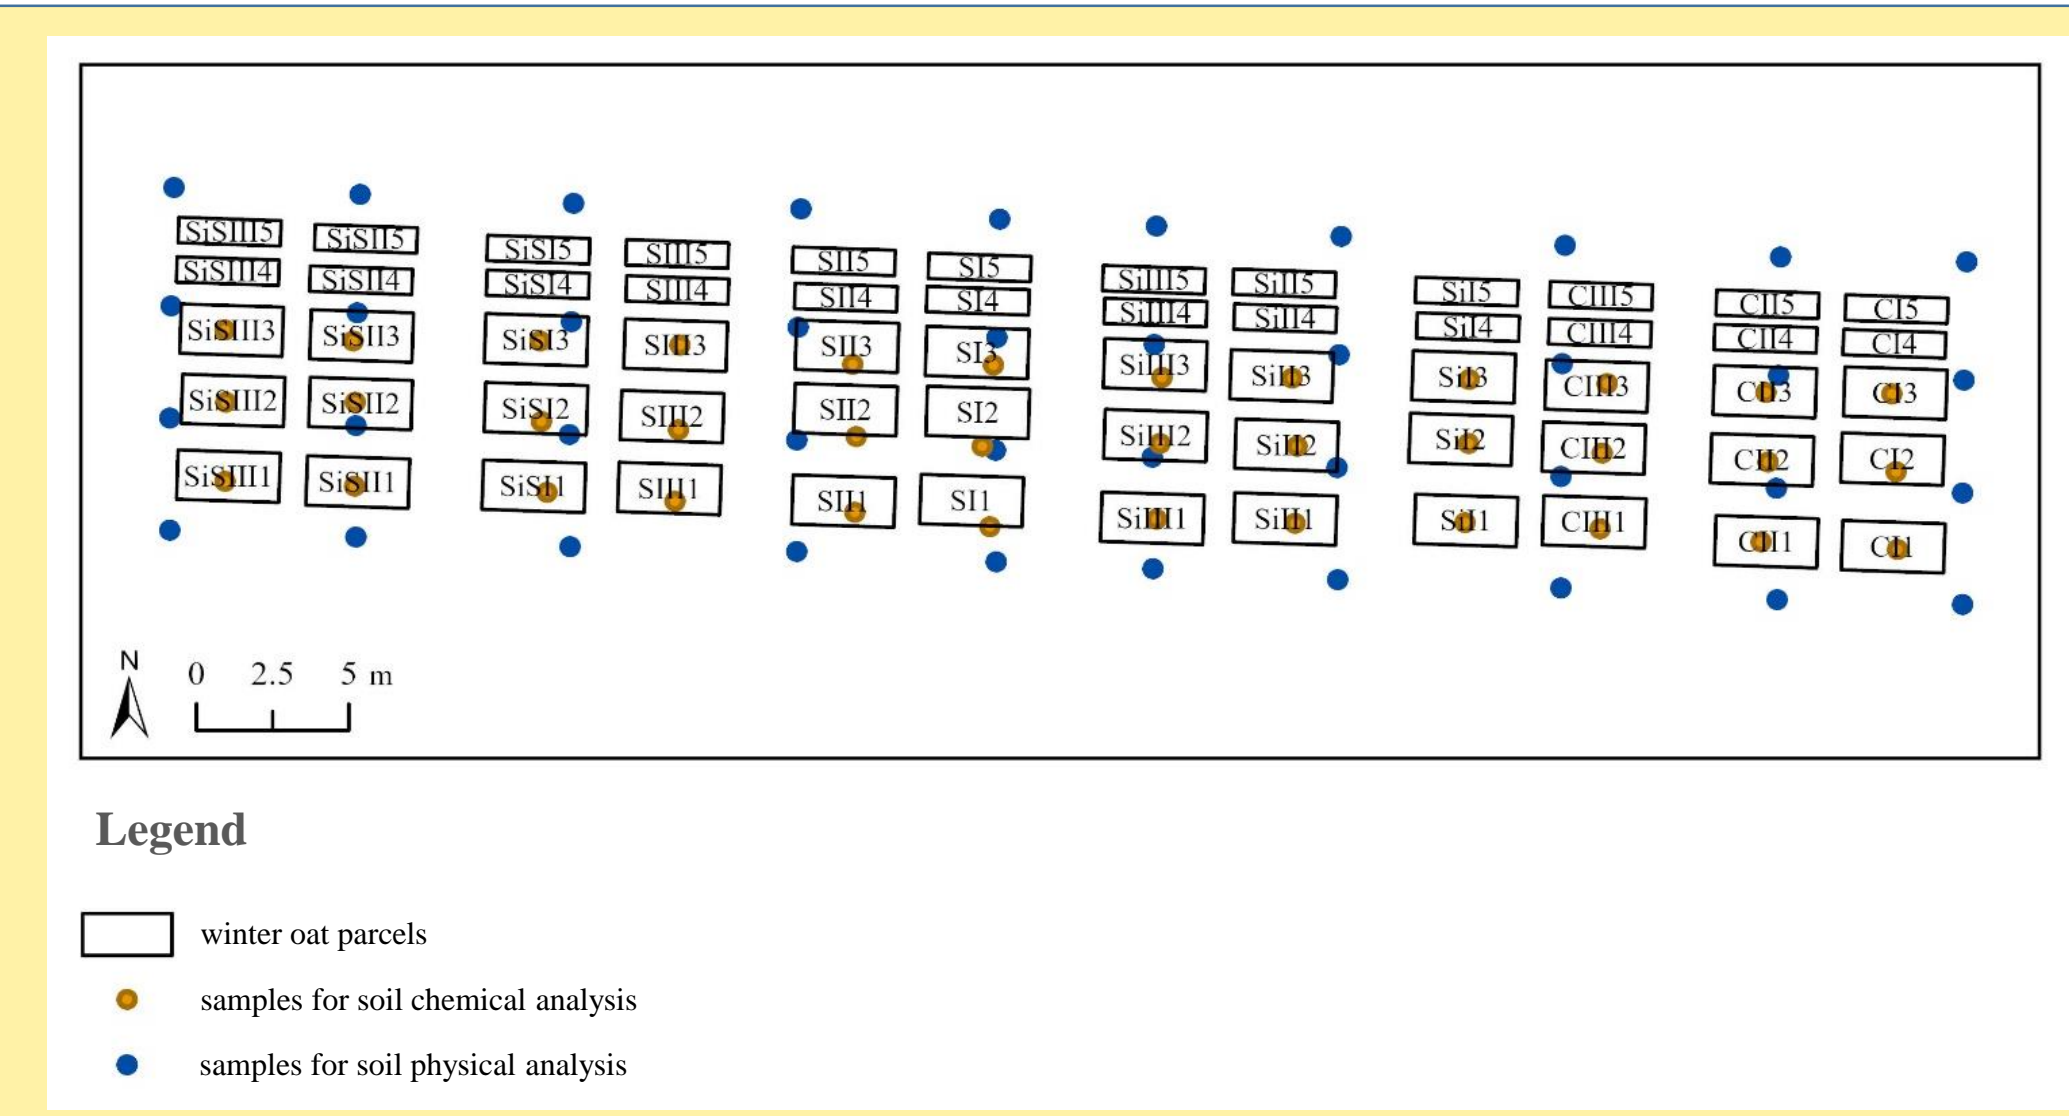 SiSIII5 SiSII5 SiSI5 SIII5 SII5 SI5 SiIII5 SiII5 SiI5 CIII5 CII5 CI5
SiSIII4 SiSII4 SiSI4 SIII4 SII4 SI4 SiIII4 SiII4 SiI4 CIII4 CII4 CI4
SiSIII3 SiSII3 SiSI3 SIII3 SII3 SI3 SiIII3 SiII3 SiI3 CIII3 CII3 CI3
SiSIII2 SiSII2 SiSI2 SIII2 SII2 SI2 SiIII2 SiII2 SiI2 CIII2 CII2 CI2
SiSIII1 SiSII1 SiSI1 SIII1 SII1 SI1 SiIII1 SiII1 SiI1 CIII1 CII1 CI1
N
0 2.5 5 m
Legend
winter oat parcels
samples for soil chemical analysis
samples for soil physical analysis